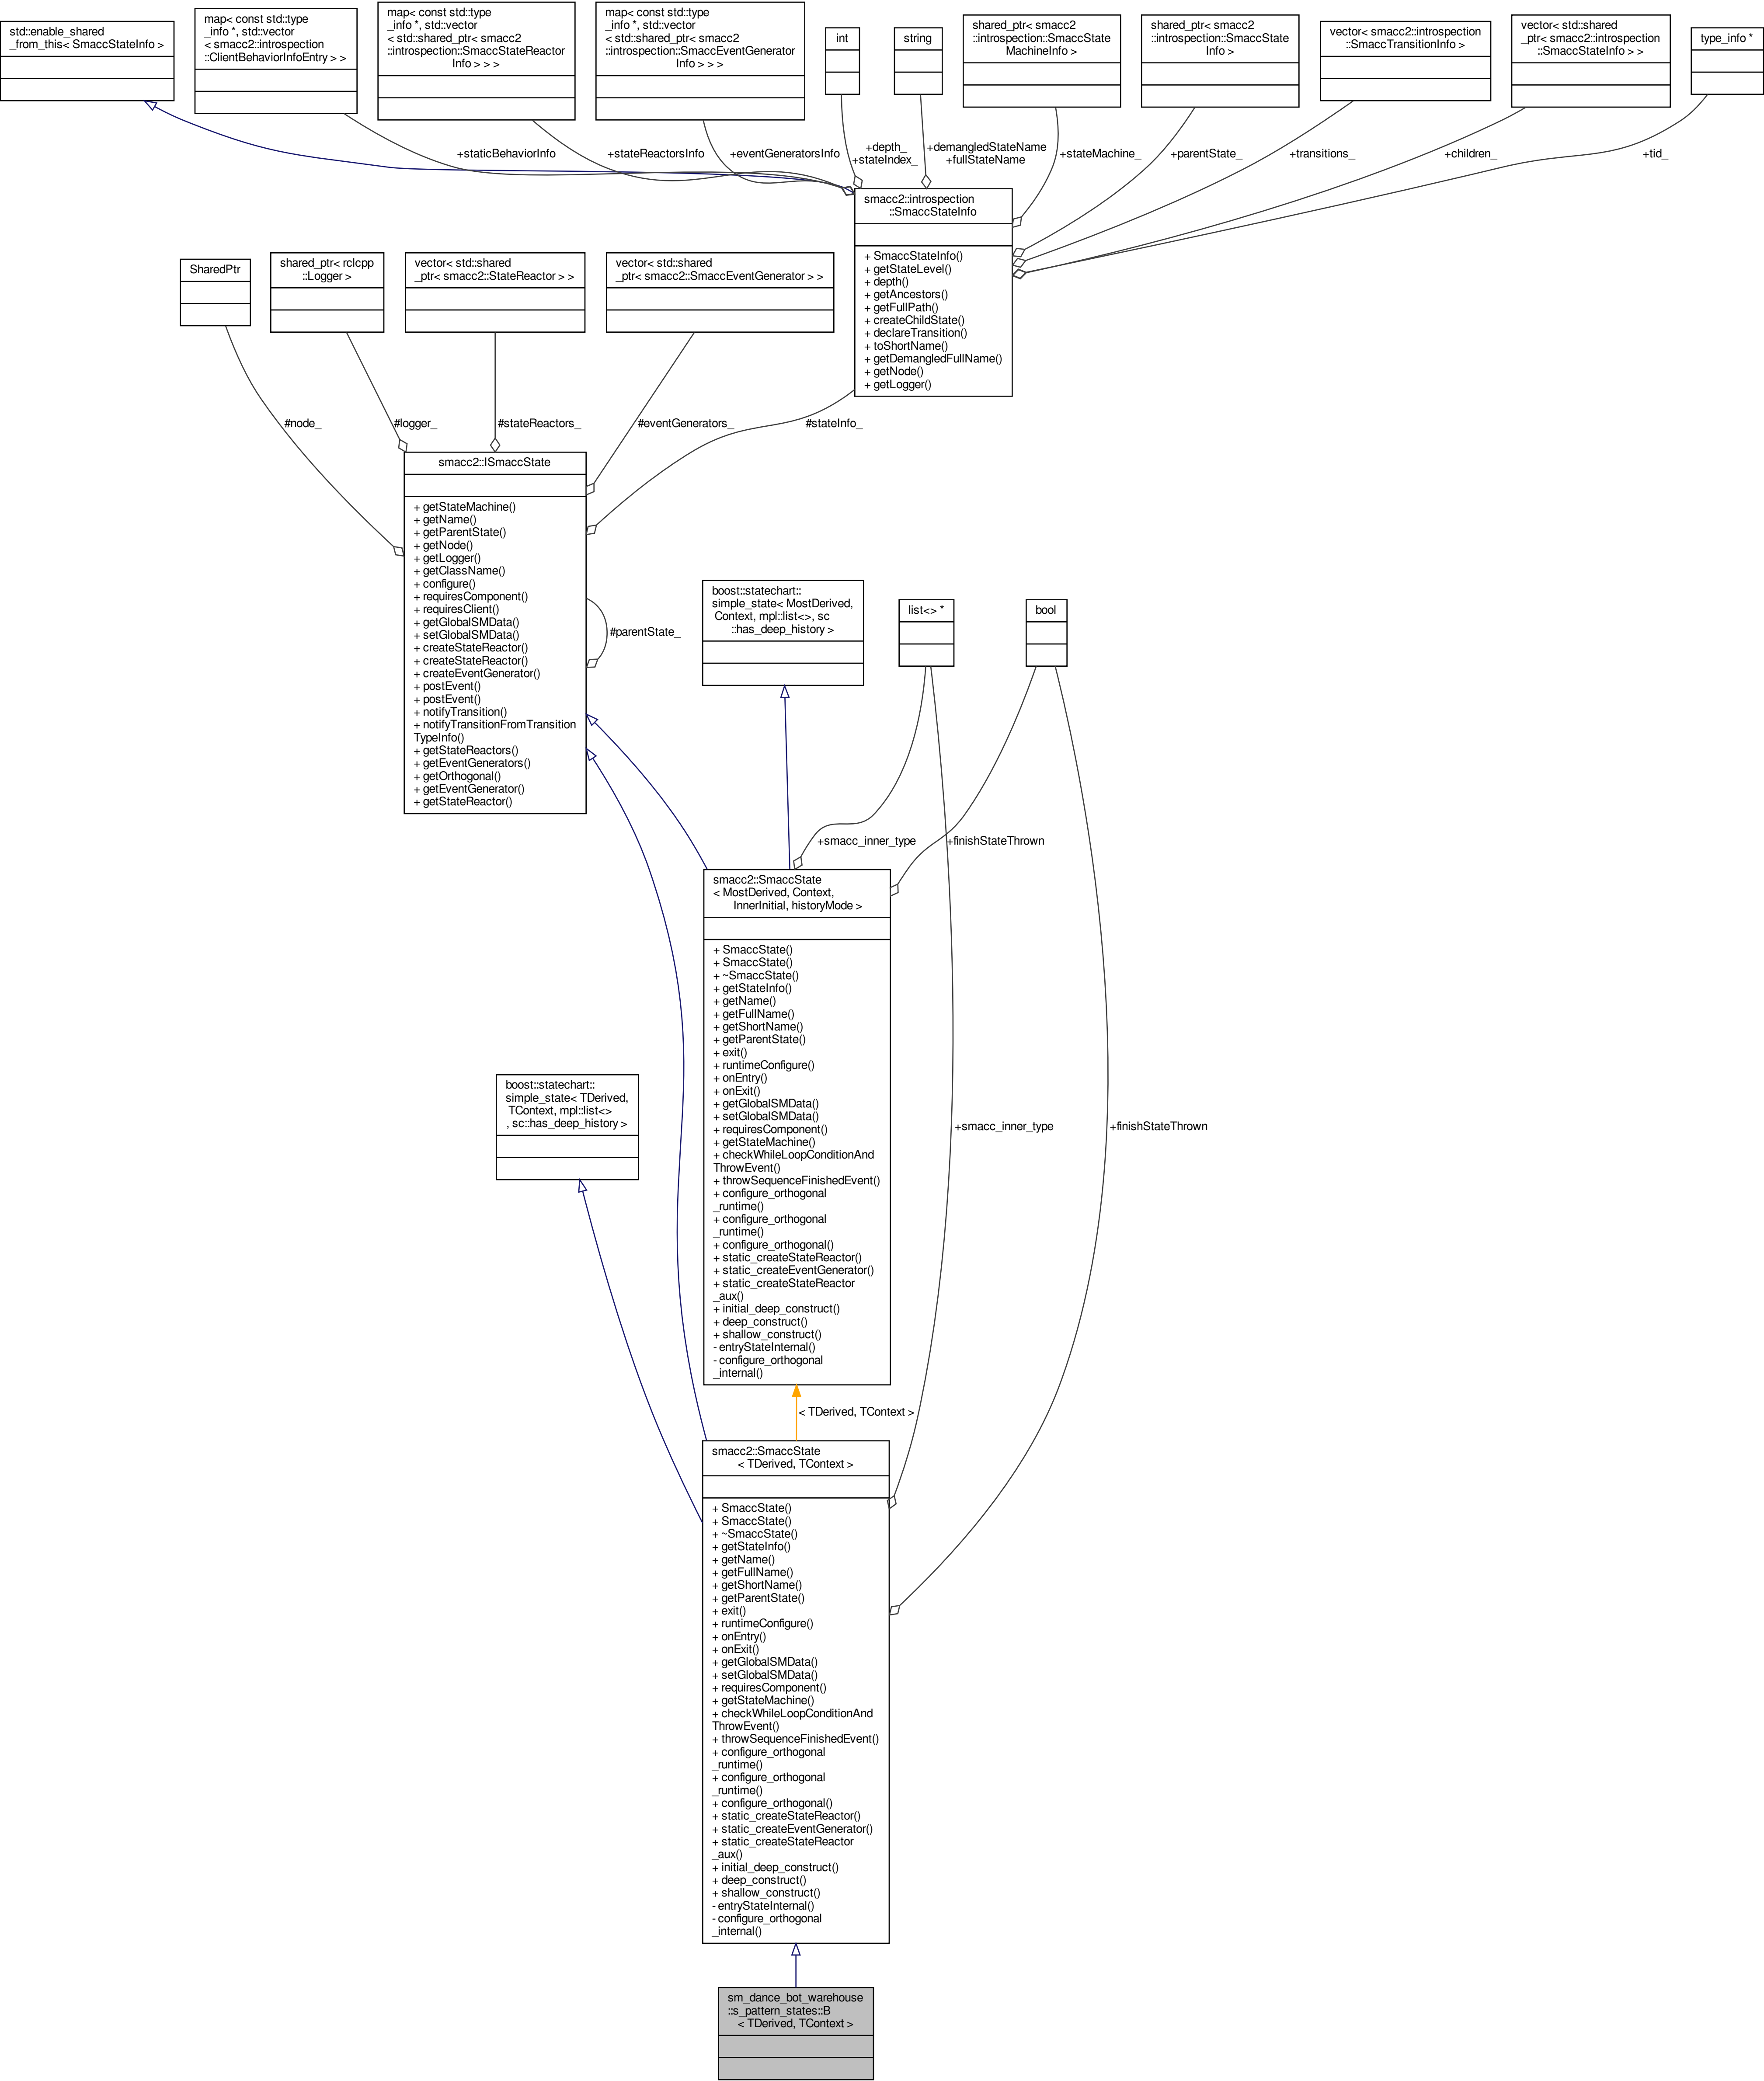 std::enable_shared
_from_this< SmaccStateInfo >
map< const std::type
_info *, std::vector
< smacc2::introspection
::ClientBehaviorInfoEntry > >
map< const std::type
_info *, std::vector
< std::shared_ptr< smacc2
::introspection::SmaccStateReactor
Info > > >
map< const std::type
_info *, std::vector
< std::shared_ptr< smacc2
::introspection::SmaccEventGenerator
Info > > >
int
string
shared_ptr< smacc2
::introspection::SmaccState
MachineInfo >
shared_ptr< smacc2
::introspection::SmaccState
Info >
vector< smacc2::introspection
::SmaccTransitionInfo >
vector< std::shared
_ptr< smacc2::introspection
::SmaccStateInfo > >
type_info *
+staticBehaviorInfo
+stateReactorsInfo
+eventGeneratorsInfo
+depth_
+stateIndex_
+demangledStateName
+fullStateName
+stateMachine_
+parentState_
+transitions_
+children_
+tid_
smacc2::introspection
::SmaccStateInfo
+ SmaccStateInfo()
+ getStateLevel()
+ depth()
+ getAncestors()
+ getFullPath()
+ createChildState()
+ declareTransition()
+ toShortName()
+ getDemangledFullName()
+ getNode()
+ getLogger()
SharedPtr
shared_ptr< rclcpp
::Logger >
vector< std::shared
_ptr< smacc2::StateReactor > >
vector< std::shared
_ptr< smacc2::SmaccEventGenerator > >
#node_
#logger_
#stateReactors_
#eventGenerators_
#stateInfo_
smacc2::ISmaccState
+ getStateMachine()
+ getName()
+ getParentState()
+ getNode()
+ getLogger()
+ getClassName()
+ configure()
+ requiresComponent()
+ requiresClient()
+ getGlobalSMData()
+ setGlobalSMData()
+ createStateReactor()
+ createStateReactor()
+ createEventGenerator()
+ postEvent()
+ postEvent()
+ notifyTransition()
+ notifyTransitionFromTransition
TypeInfo()
+ getStateReactors()
+ getEventGenerators()
+ getOrthogonal()
+ getEventGenerator()
+ getStateReactor()
#parentState_
boost::statechart::
simple_state< MostDerived,
Context, mpl::list<>, sc
::has_deep_history >
list<> *
bool
+smacc_inner_type
+finishStateThrown
smacc2::SmaccState
< MostDerived, Context,
InnerInitial, historyMode >
+ SmaccState()
+ SmaccState()
+ ~SmaccState()
+ getStateInfo()
+ getName()
+ getFullName()
+ getShortName()
+ getParentState()
+ exit()
+ runtimeConfigure()
+ onEntry()
+ onExit()
+ getGlobalSMData()
+ setGlobalSMData()
+ requiresComponent()
+ getStateMachine()
+ checkWhileLoopConditionAnd
ThrowEvent()
+ throwSequenceFinishedEvent()
+ configure_orthogonal
_runtime()
+ configure_orthogonal
_runtime()
+ configure_orthogonal()
+ static_createStateReactor()
+ static_createEventGenerator()
+ static_createStateReactor
_aux()
+ initial_deep_construct()
+ deep_construct()
+ shallow_construct()
- entryStateInternal()
- configure_orthogonal
_internal()
boost::statechart::
simple_state< TDerived,
TContext, mpl::list<>
, sc::has_deep_history >
+smacc_inner_type
+finishStateThrown
< TDerived, TContext >
smacc2::SmaccState
< TDerived, TContext >
+ SmaccState()
+ SmaccState()
+ ~SmaccState()
+ getStateInfo()
+ getName()
+ getFullName()
+ getShortName()
+ getParentState()
+ exit()
+ runtimeConfigure()
+ onEntry()
+ onExit()
+ getGlobalSMData()
+ setGlobalSMData()
+ requiresComponent()
+ getStateMachine()
+ checkWhileLoopConditionAnd
ThrowEvent()
+ throwSequenceFinishedEvent()
+ configure_orthogonal
_runtime()
+ configure_orthogonal
_runtime()
+ configure_orthogonal()
+ static_createStateReactor()
+ static_createEventGenerator()
+ static_createStateReactor
_aux()
+ initial_deep_construct()
+ deep_construct()
+ shallow_construct()
- entryStateInternal()
- configure_orthogonal
_internal()
sm_dance_bot_warehouse
::s_pattern_states::B
< TDerived, TContext >